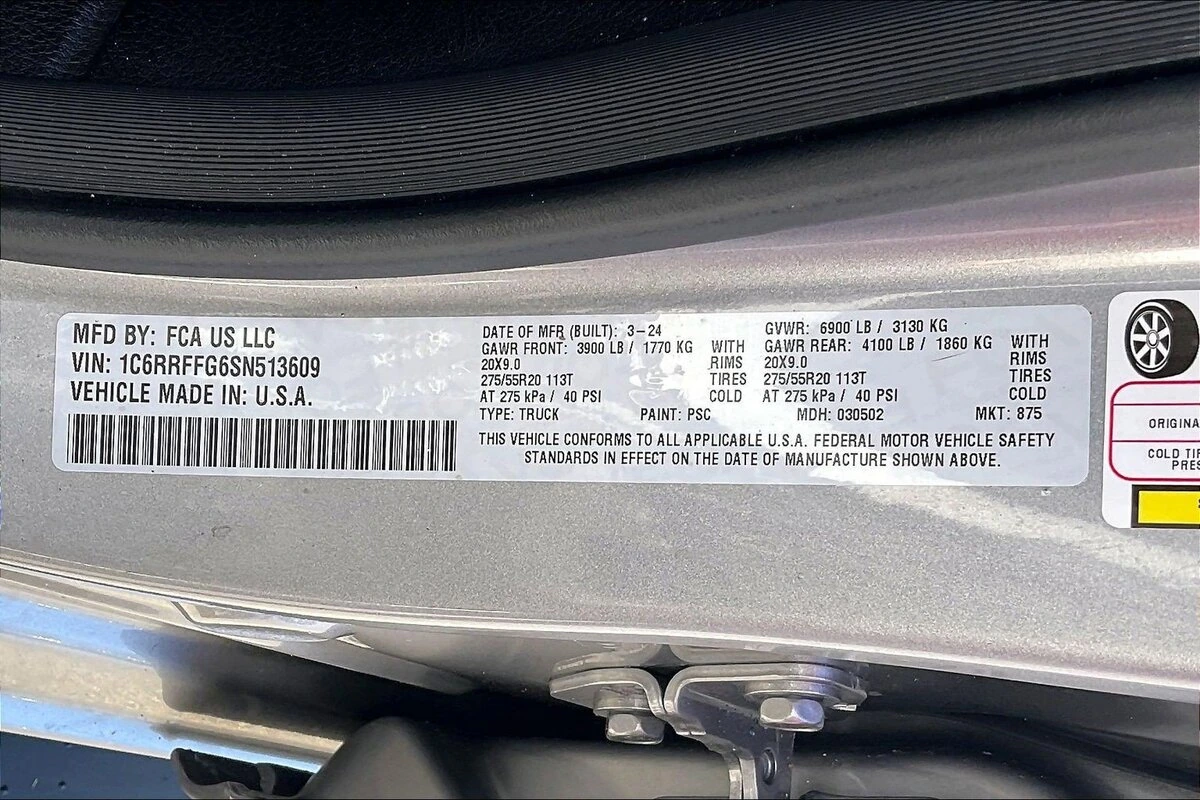 MFD BY: FCA US LLC
VIN: 1C6RRFFG6SN513609
VEHICLE MADE IN: U.S.A.
DATE OF MFR (BUILT): 3-24
GAWR FRONT: 3900 LB / 1770 KG WITH
20X9.0 RIMS
275/55R20 113T TIRES
AT 275 kPa / 40 PSI COLD
GVWR: 6900 LB / 3130 KG
GAWR REAR: 4100 LB / 1860 KG WITH
20X9.0 RIMS
275/55R20 113T TIRES
AT 275 kPa / 40 PSI COLD
TYPE: TRUCK PAINT: PSC MDH: 030502 MKT: 875
THIS VEHICLE CONFORMS TO ALL APPLICABLE U.S.A. FEDERAL MOTOR VEHICLE SAFETY
STANDARDS IN EFFECT ON THE DATE OF MANUFACTURE SHOWN ABOVE.
ORIGINA
COLD TI
PRES